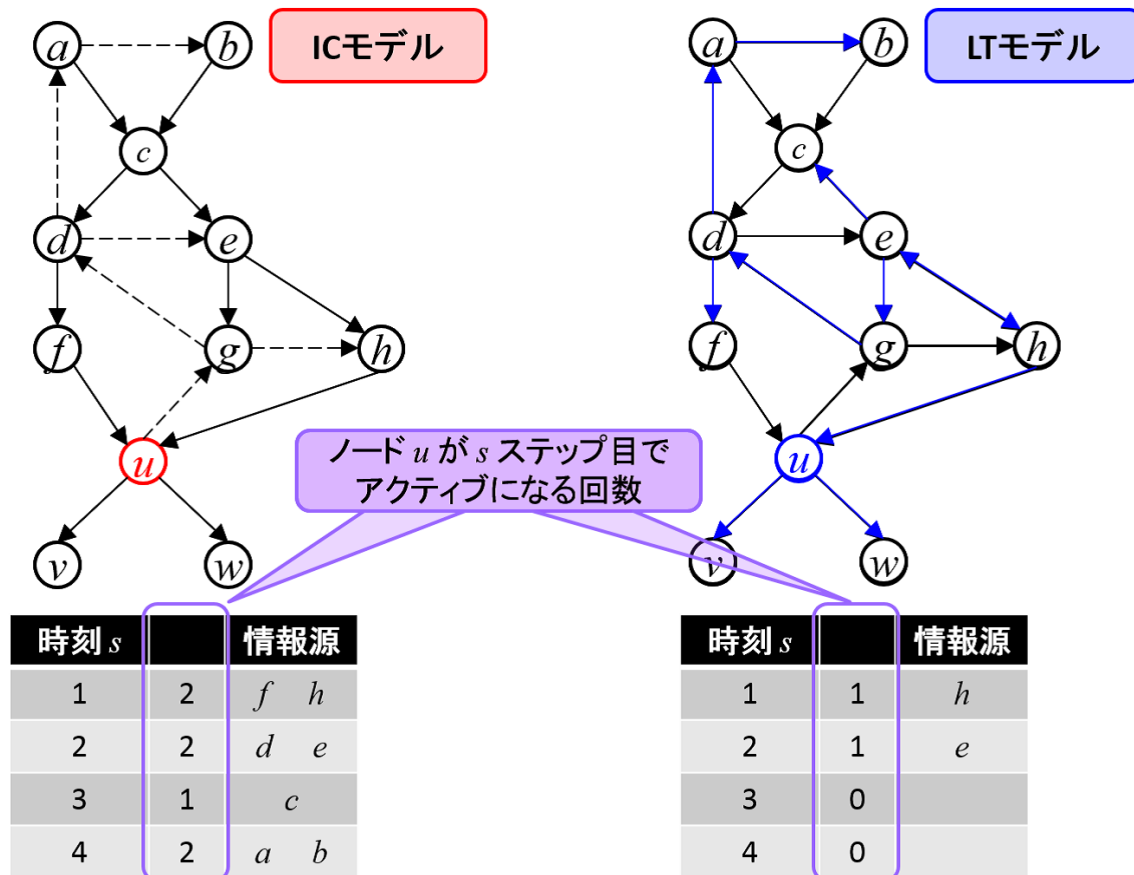 ICモデル
LTモデル
a
b
c
d
e
f
g
h
u
v
w
a
b
c
d
e
f
g
h
u
v
w
ノード u が s ステップ目で
アクティブになる回数
時刻 s 情報源
1 2 f h
2 2 d e
3 1 c
4 2 a b
時刻 s 情報源
1 1 h
2 1 e
3 0
4 0